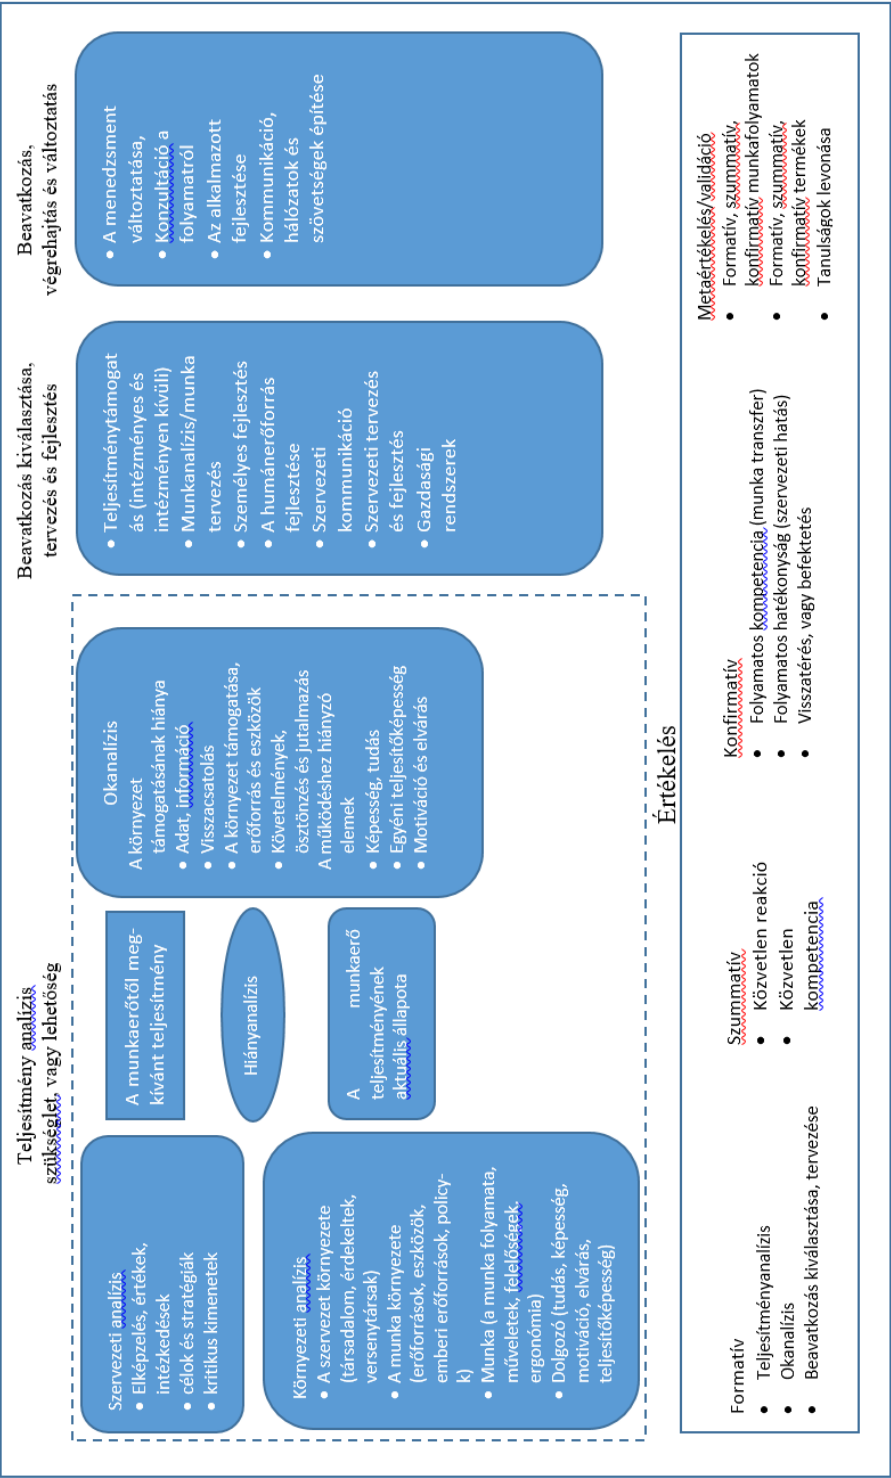 Teljesítmény analízis
szükséglet, vagy lehetőség
Szervezeti analízis
• Elképzelés, értékek,
intézkedések
• célok és stratégiák
• kritikus kimenetek
Környezeti analízis
• A szervezet környezete
(társadalom, érdekeltek,
versenytársak)
• A munka környezete
(erőforrások, eszközök,
emberi erőforrások, policy-
k)
• Munka (a munka folyamata,
műveletek, felelőségek,
ergonómia)
• Dolgozó (tudás, képesség,
motiváció, elvárás,
teljesítőképesség)
A munkaerőtől meg-
kívánt teljesítmény
Hiányanalízis
A munkaerő
teljesítményének
aktuális állapota
Okanalízis
A környezet
támogatásának hiánya
• Adat, információ
• Visszacsatolás
• A környezet támogatása,
erőforrás és eszközök
• Követelmények,
ösztönzés és jutalmazás
A működéshez hiányzó
elemek
• Képesség, tudás
• Egyéni teljesítőképesség
• Motiváció és elvárás
Beavatkozás kiválasztása,
tervezés és fejlesztés
• Teljesítménytámogat
ás (intézményes és
intézményen kívüli)
• Munkanalízis/munka
tervezés
• Személyes fejlesztés
• A humánerőforrás
fejlesztése
• Szervezeti
kommunikáció
• Szervezeti tervezés
és fejlesztés
• Gazdasági
rendszerek
Beavatkozás,
végrehajtás és változtatás
• A menedzsment
változtatása,
• Konzultáció a
folyamatról
• Az alkalmazott
fejlesztése
• Kommunikáció,
hálózatok és
szövetségek építése
Értékelés
Formatív
• Teljesítményanalízis
• Okanalízis
• Beavatkozás kiválasztása, tervezése
Szummatív
• Közvetlen reakció
• Közvetlen
kompetencia
Konfirmatív
• Folyamatos kompetencia (munka transzfer)
• Folyamatos hatékonyság (szervezeti hatás)
• Visszatérés, vagy befektetés
Metaértékelés/validáció
• Formatív, szummatív,
konfirmatív munkafolyamatok
• Formatív, szummatív,
konfirmatív termékek
• Tanulságok levonása